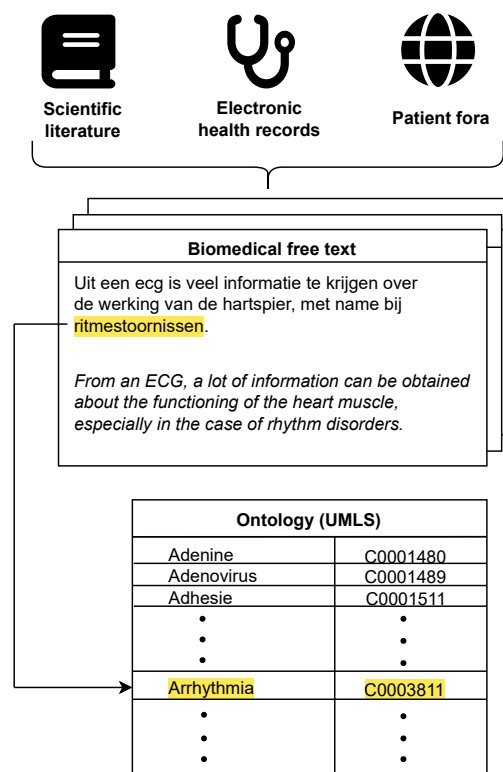 Scientific
literature
Electronic
health records
Patient fora
Biomedical free text
Uit een ecg is veel informatie te krijgen over
de werking van de hartspier, met name bij
ritmestoornissen.
From an ECG, a lot of information can be obtained
about the functioning of the heart muscle,
especially in the case of rhythm disorders.
Ontology (UMLS)
Adenine C0001480
Adenovirus C0001489
Adhesie C0001511
Arrhythmia C0003811